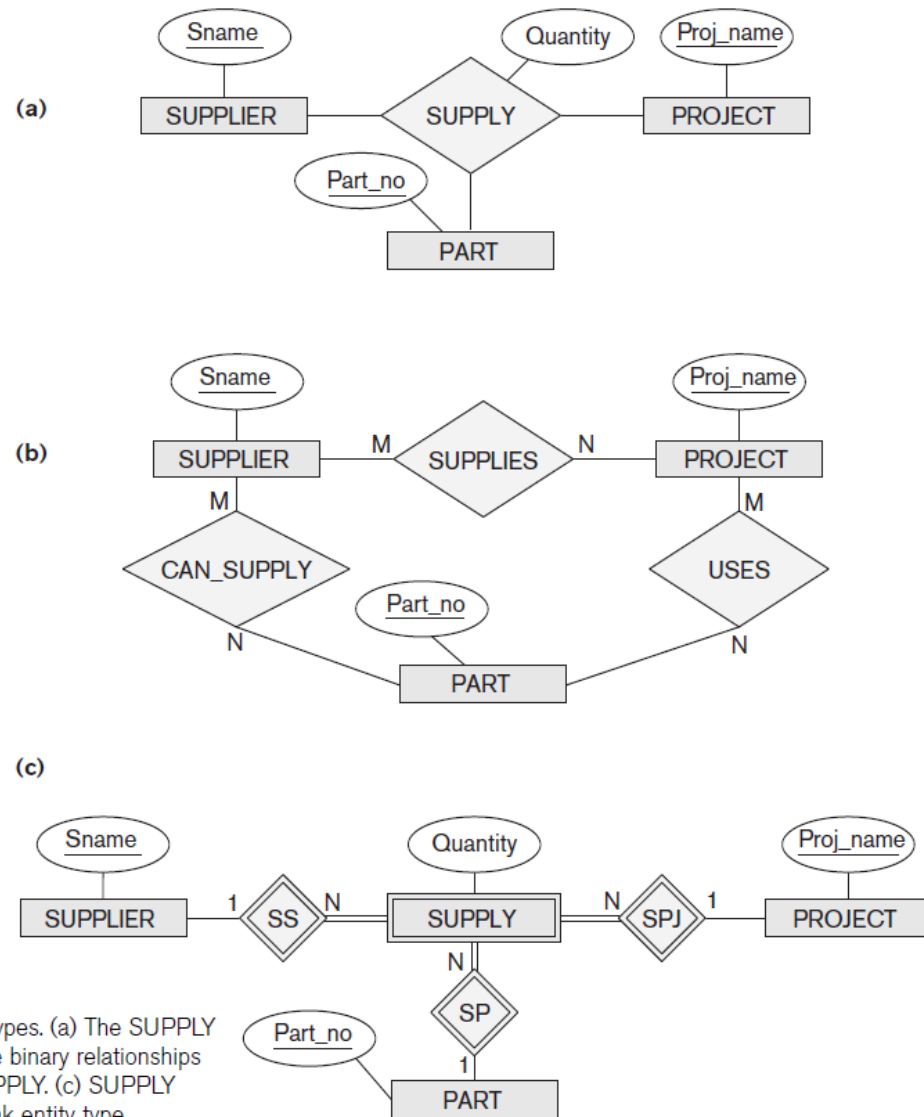 Sname
Quantity
Proj_name
(a)
SUPPLIER
SUPPLY
PROJECT
Part_no
PART
Sname
Proj_name
(b)
SUPPLIER
M
SUPPLIES
N
PROJECT
M
M
CAN_SUPPLY
USES
Part_no
N
N
PART
(c)
Sname
Quantity
Proj_name
SUPPLIER
1
SS
N
SUPPLY
N
SPJ
1
PROJECT
N
SP
Part_no
1
PART
ypes. (a) The SUPPLY
binary relationships
PPLY. (c) SUPPLY
entity type